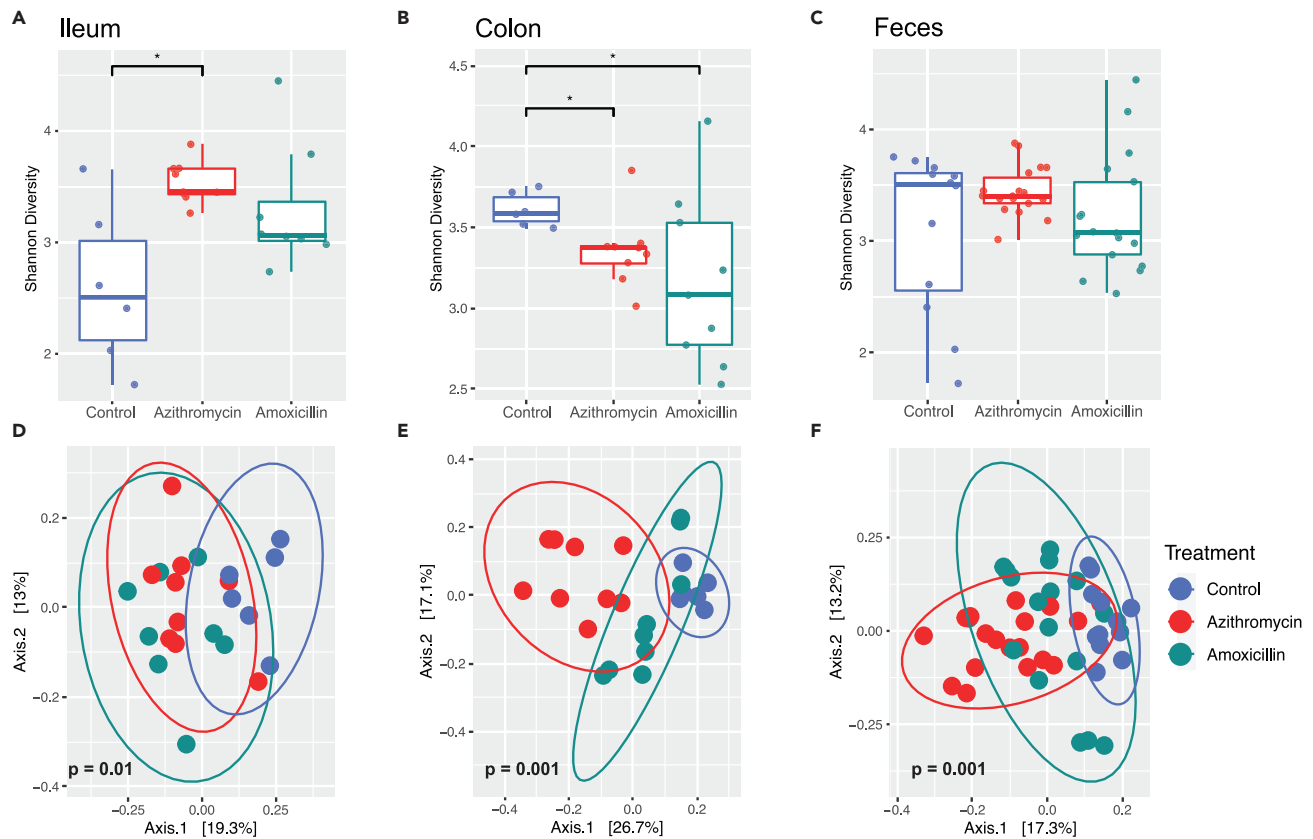 A Ileum
B Colon
C Feces
Shannon Diversity
4
3
2
*
Control Azithromycin Amoxicillin
Shannon Diversity
4.5
4.0
3.5
3.0
2.5
*
*
Control Azithromycin Amoxicillin
Shannon Diversity
4
3
2
Control Azithromycin Amoxicillin
D
Axis.2 [13%]
0.2
0.0
−0.2
−0.4
p = 0.01
−0.25 0.00 0.25
Axis.1 [19.3%]
E
Axis.2 [17.1%]
0.4
0.2
0.0
−0.2
−0.4
p = 0.001
−0.4 −0.2 0.0 0.2
Axis.1 [26.7%]
F
Axis.2 [13.2%]
0.25
0.00
−0.25
p = 0.001
−0.4 −0.2 0.0 0.2
Axis.1 [17.3%]
Treatment
Control
Azithromycin
Amoxicillin